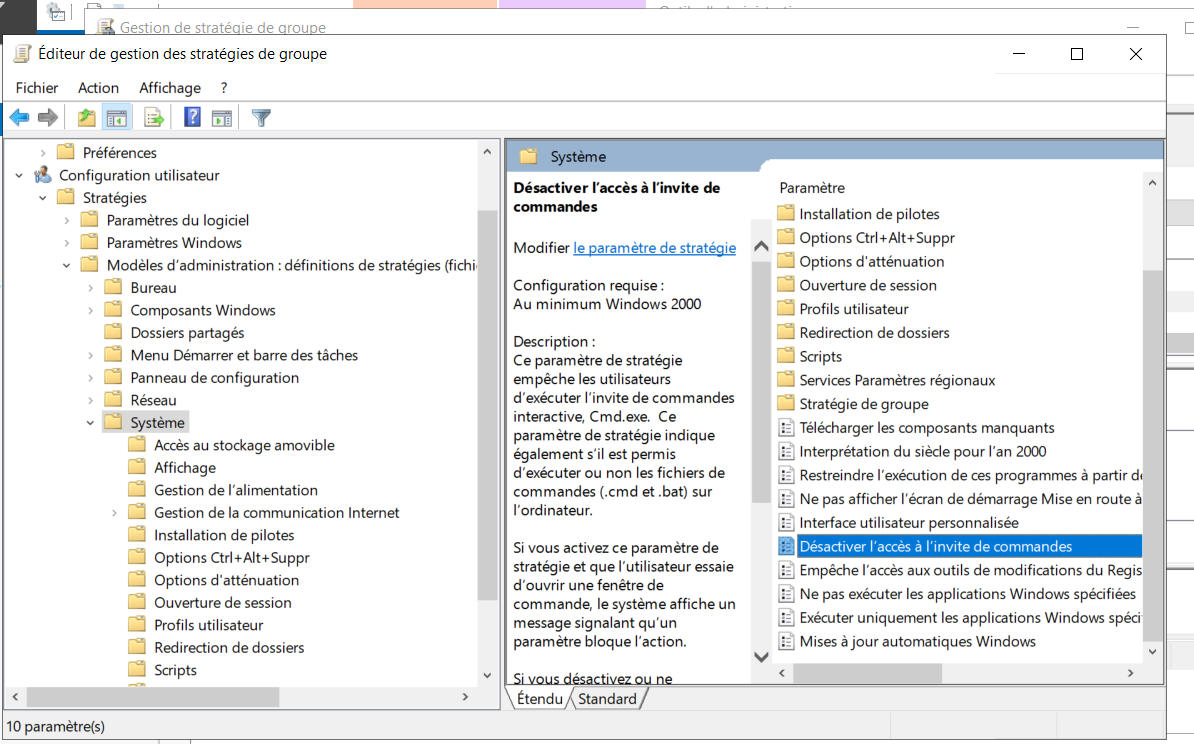 Gestion de stratégie de groupe
Éditeur de gestion des stratégies de groupe
Fichier Action Affichage ?
Préférences
Configuration utilisateur
Stratégies
Paramètres du logiciel
Paramètres Windows
Modèles d'administration : définitions de stratégies (fichi
Bureau
Composants Windows
Dossiers partagés
Menu Démarrer et barre des tâches
Panneau de configuration
Réseau
Système
Accès au stockage amovible
Affichage
Gestion de l'alimentation
Gestion de la communication Internet
Installation de pilotes
Options Ctrl+Alt+Suppr
Options d'atténuation
Ouverture de session
Profils utilisateur
Redirection de dossiers
Scripts
Système
Désactiver l'accès à l'invite de
commandes
Modifier le paramètre de stratégie
Configuration requise :
Au minimum Windows 2000
Description :
Ce paramètre de stratégie
empêche les utilisateurs
d'exécuter l'invite de commandes
interactive, Cmd.exe. Ce
paramètre de stratégie indique
également s'il est permis
d'exécuter ou non les fichiers de
commandes (.cmd et .bat) sur
l'ordinateur.
Si vous activez ce paramètre de
stratégie et que l'utilisateur essaie
d'ouvrir une fenêtre de
commande, le système affiche un
message signalant qu'un
paramètre bloque l'action.
Si vous désactivez ou ne
Paramètre
Installation de pilotes
Options Ctrl+Alt+Suppr
Options d'atténuation
Ouverture de session
Profils utilisateur
Redirection de dossiers
Scripts
Services Paramètres régionaux
Stratégie de groupe
Télécharger les composants manquants
Interprétation du siècle pour l'an 2000
Restreindre l'exécution de ces programmes à partir de
Ne pas afficher l'écran de démarrage Mise en route à
Interface utilisateur personnalisée
Désactiver l'accès à l'invite de commandes
Empêche l'accès aux outils de modifications du Regis
Ne pas exécuter les applications Windows spécifiées
Exécuter uniquement les applications Windows spéci
Mises à jour automatiques Windows
Étendu Standard
10 paramètre(s)